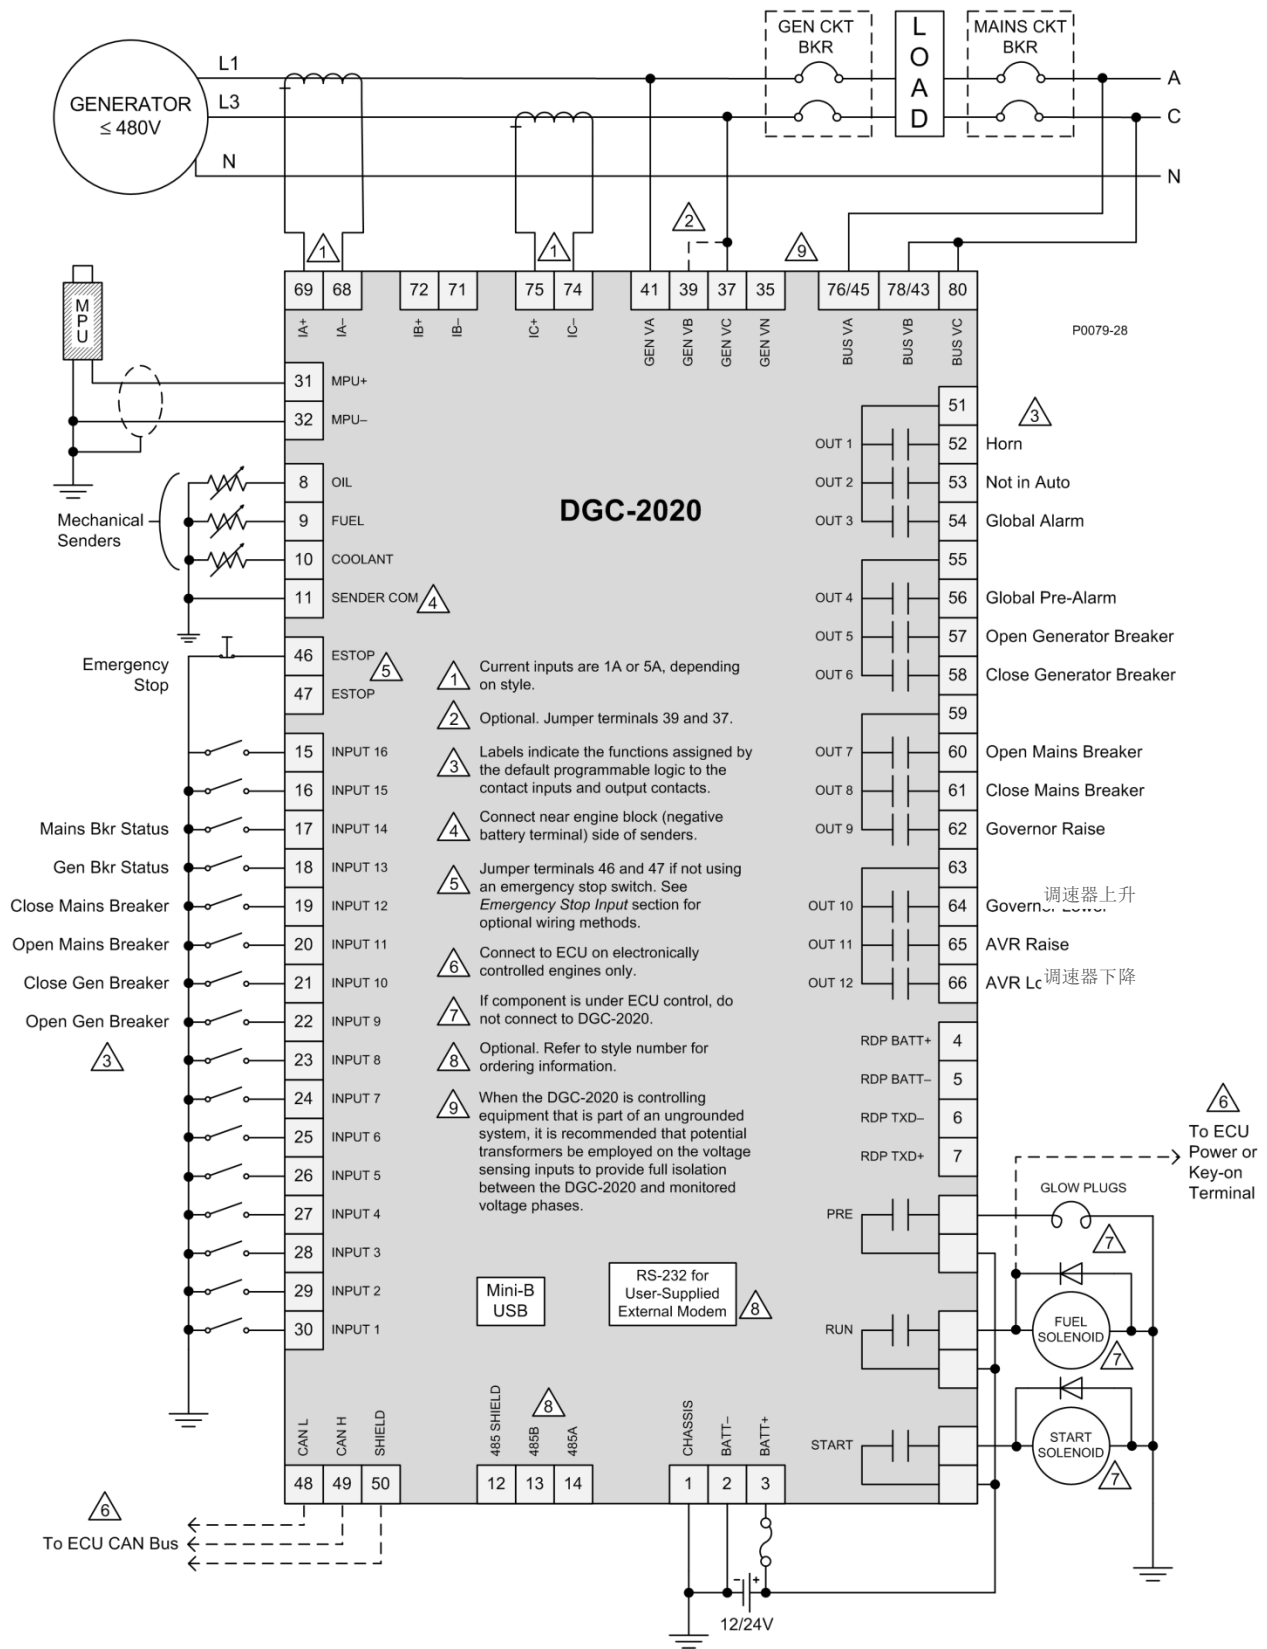 GEN CKT
BKR
L
O
A
D
MAINS CKT
BKR
L1
L3
N
GENERATOR
≤ 480V
A
C
N
1
1
2
9
69
68
72
71
75
74
41
39
37
35
76/45
78/43
80
IA+
IA–
IB+
IB–
IC+
IC–
GEN VA
GEN VB
GEN VC
GEN VN
BUS VA
BUS VB
BUS VC
P0079-28
M
P
U
31 MPU+
32 MPU–
Mechanical
Senders
8 OIL
9 FUEL
10 COOLANT
11 SENDER COM
4
Emergency
Stop
46 ESTOP
47 ESTOP
5
DGC-2020
15 INPUT 16
16 INPUT 15
Mains Bkr Status 17 INPUT 14
Gen Bkr Status 18 INPUT 13
Close Mains Breaker 19 INPUT 12
Open Mains Breaker 20 INPUT 11
Close Gen Breaker 21 INPUT 10
Open Gen Breaker 22 INPUT 9
3
23 INPUT 8
24 INPUT 7
25 INPUT 6
26 INPUT 5
27 INPUT 4
28 INPUT 3
29 INPUT 2
30 INPUT 1
1 Current inputs are 1A or 5A, depending
on style.
2 Optional. Jumper terminals 39 and 37.
3 Labels indicate the functions assigned by
the default programmable logic to the
contact inputs and output contacts.
4 Connect near engine block (negative
battery terminal) side of senders.
5 Jumper terminals 46 and 47 if not using
an emergency stop switch. See
Emergency Stop Input section for
optional wiring methods.
6 Connect to ECU on electronically
controlled engines only.
7 If component is under ECU control, do
not connect to DGC-2020.
8 Optional. Refer to style number for
ordering information.
9 When the DGC-2020 is controlling
equipment that is part of an ungrounded
system, it is recommended that potential
transformers be employed on the voltage
sensing inputs to provide full isolation
between the DGC-2020 and monitored
voltage phases.
51
3
OUT 1 52 Horn
OUT 2 53 Not in Auto
OUT 3 54 Global Alarm
55
OUT 4 56 Global Pre-Alarm
OUT 5 57 Open Generator Breaker
OUT 6 58 Close Generator Breaker
59
OUT 7 60 Open Mains Breaker
OUT 8 61 Close Mains Breaker
OUT 9 62 Governor Raise
63
调速器上升
OUT 10 64
OUT 11 65 AVR Raise
OUT 12 66 AVR 调速器下降
RDP BATT+ 4
RDP BATT– 5
RDP TXD– 6
RDP TXD+ 7
6
To ECU
Power or
Key-on
Terminal
PRE
GLOW PLUGS
7
RUN
FUEL
SOLENOID
7
START
START
SOLENOID
7
Mini-B
USB
RS-232 for
User-Supplied
External Modem
8
CAN L
CAN H
SHIELD
485 SHIELD
485B
485A
8
CHASSIS
BATT–
BATT+
48
49
50
12
13
14
1
2
3
6
To ECU CAN Bus
- +
12/24V